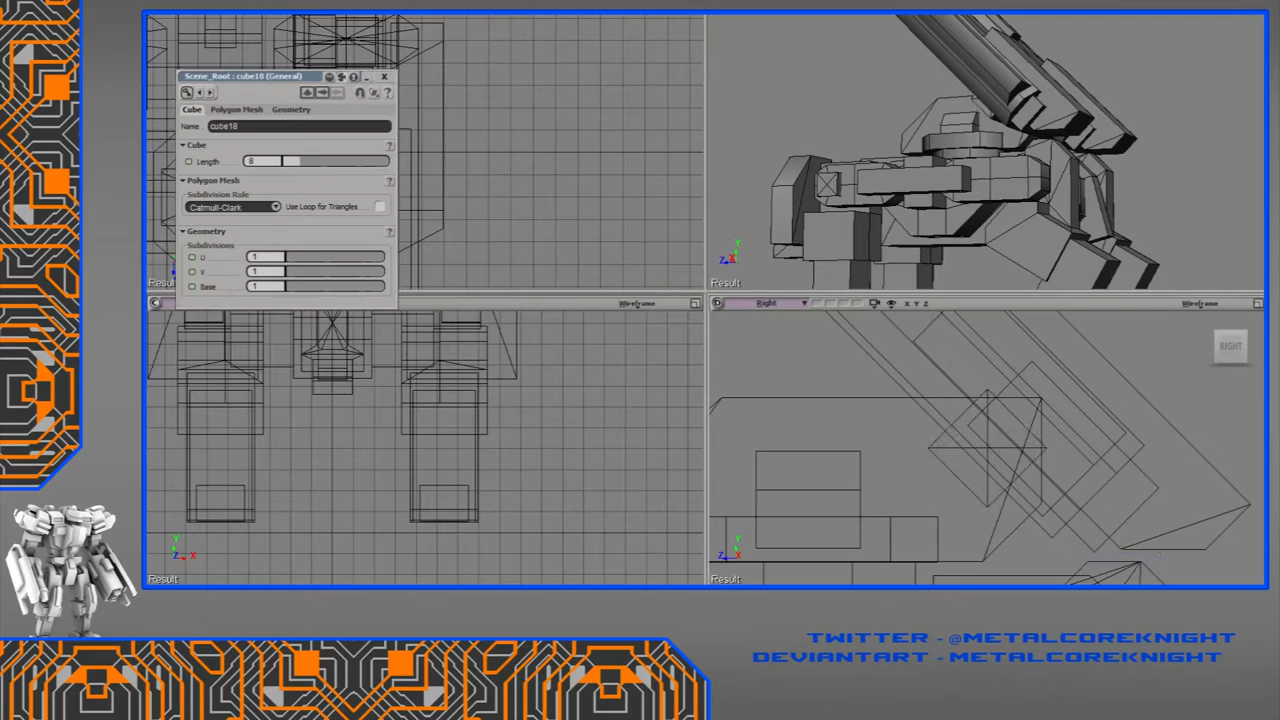 Scene_Root : cube18 (General)
Cube Polygon Mesh Geometry
Name cube18
Cube
Length 8
Polygon Mesh
Subdivision Rule
Catmull-Clark Use Loop for Triangles
Geometry
Subdivisions
U 1
V 1
Base 1
Result
Y
Z X
Result
C Wireframe
Y
Z X
Result
D Right X Y Z Wireframe
RIGHT
Y
Z X
Result
TWITTER - @METALCOREKNIGHT
DEVIANTART - METALCOREKNIGHT